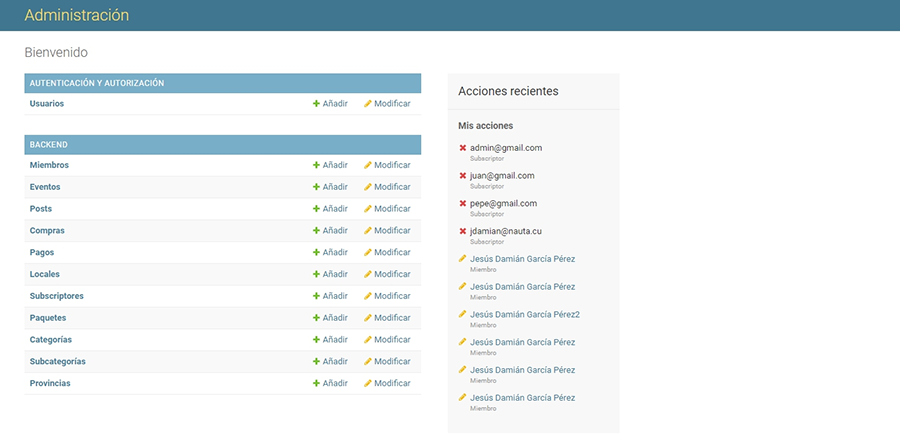 Administración
Bienvenido
AUTENTICACIÓN Y AUTORIZACIÓN
Usuarios Añadir Modificar
BACKEND
Miembros Añadir Modificar
Eventos Añadir Modificar
Posts Añadir Modificar
Compras Añadir Modificar
Pagos Añadir Modificar
Locales Añadir Modificar
Subscriptores Añadir Modificar
Paquetes Añadir Modificar
Categorías Añadir Modificar
Subcategorías Añadir Modificar
Provincias Añadir Modificar
Acciones recientes
Mis acciones
admin@gmail.com
Subscriptor
juan@gmail.com
Subscriptor
pepe@gmail.com
Subscriptor
jdamian@nauta.cu
Subscriptor
Jesús Damián García Pérez
Miembro
Jesús Damián García Pérez
Miembro
Jesús Damián García Pérez2
Miembro
Jesús Damián García Pérez
Miembro
Jesús Damián García Pérez
Miembro
Jesús Damián García Pérez
Miembro